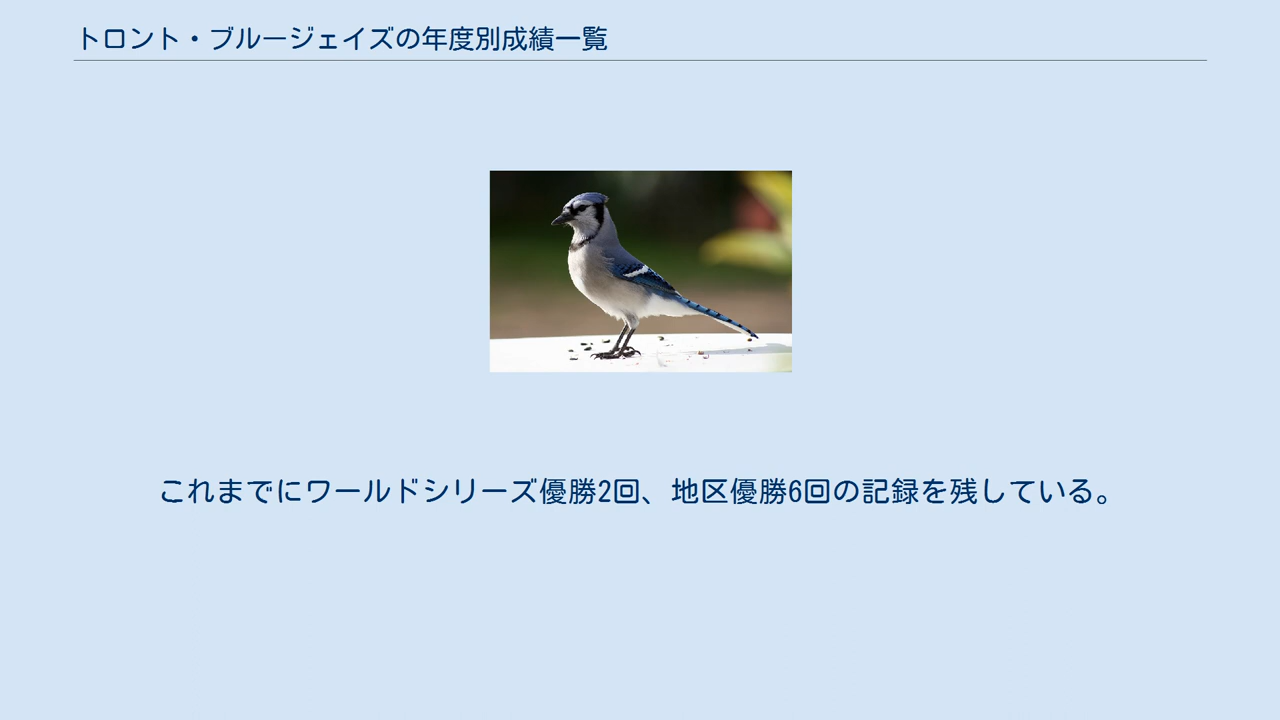 トロント・ブルージェイズの年度別成績一覧
これまでにワールドシリーズ優勝2回、地区優勝6回の記録を残している。